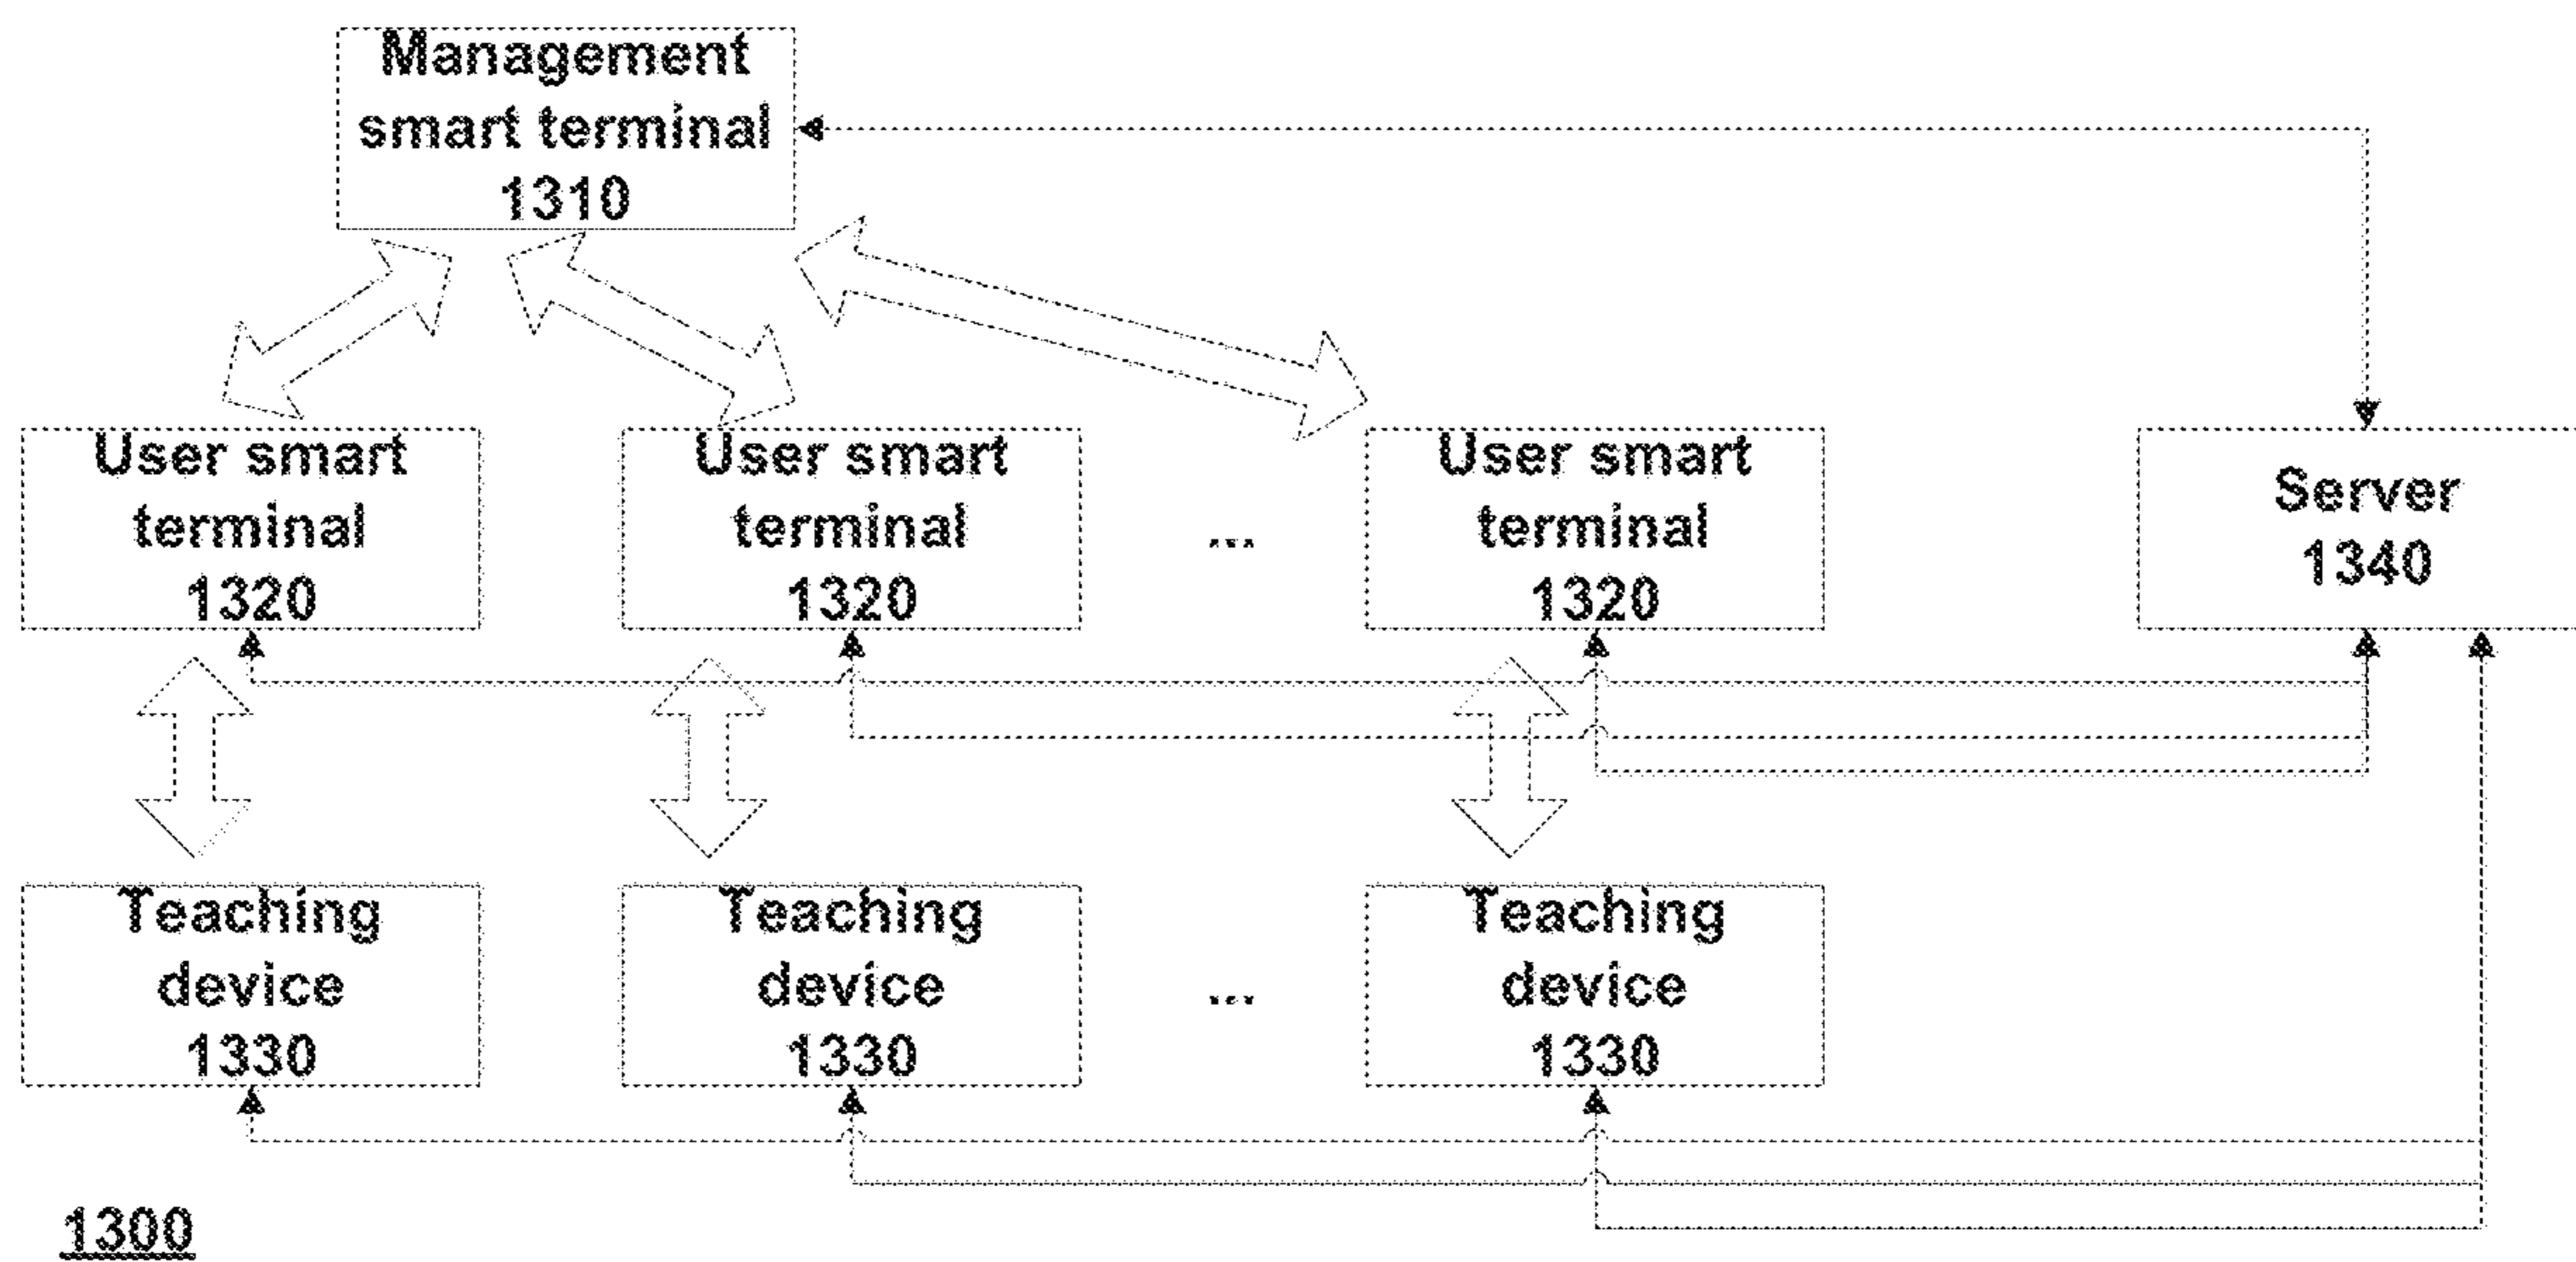 Management
smart terminal
1310
User smart
terminal
1320
User smart
terminal
1320
...
User smart
terminal
1320
Server
1340
Teaching
device
1330
Teaching
device
1330
...
Teaching
device
1330
1300